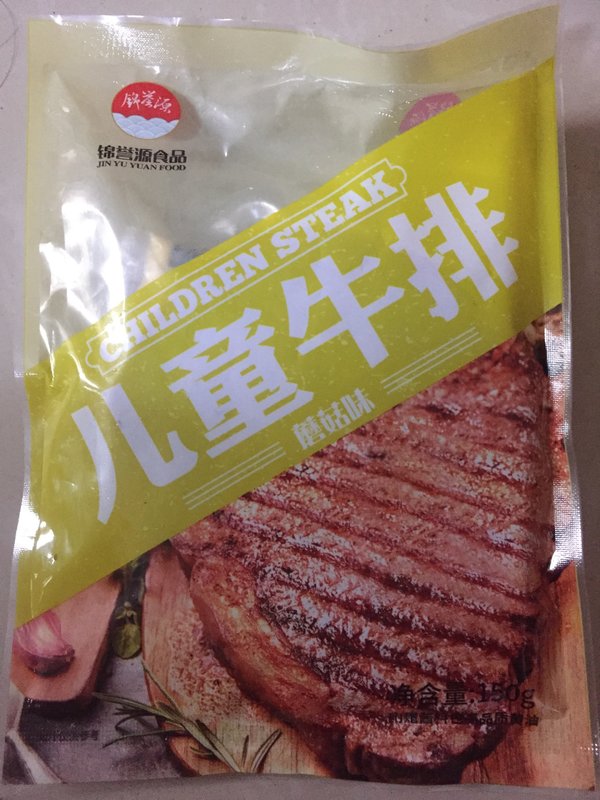 锦誉源
锦誉源食品
JIN YU YUAN FOOD
CHILDREN STEAK
儿童牛排
蘑菇味
净含量:150g